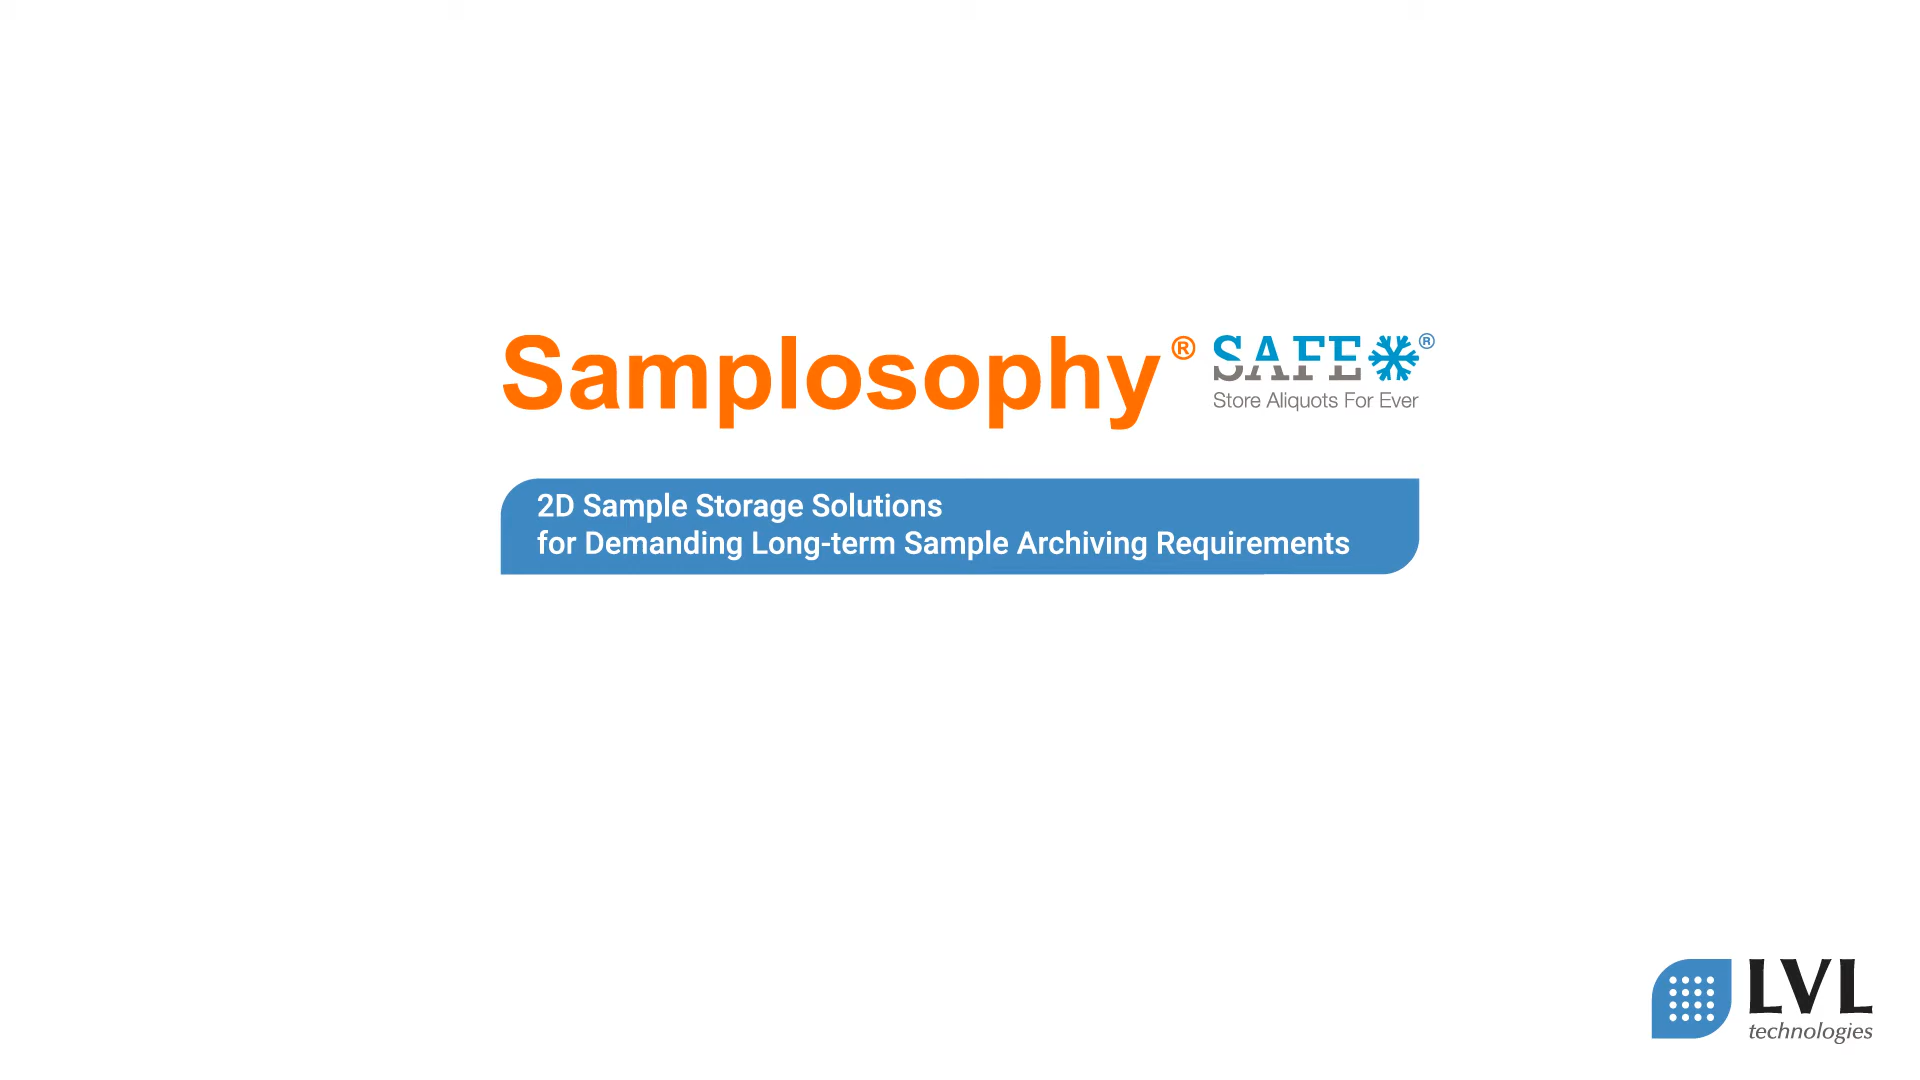 Samplosophy® SAFE®
Store Aliquots For Ever
2D Sample Storage Solutions
for Demanding Long-term Sample Archiving Requirements
LVL
technologies